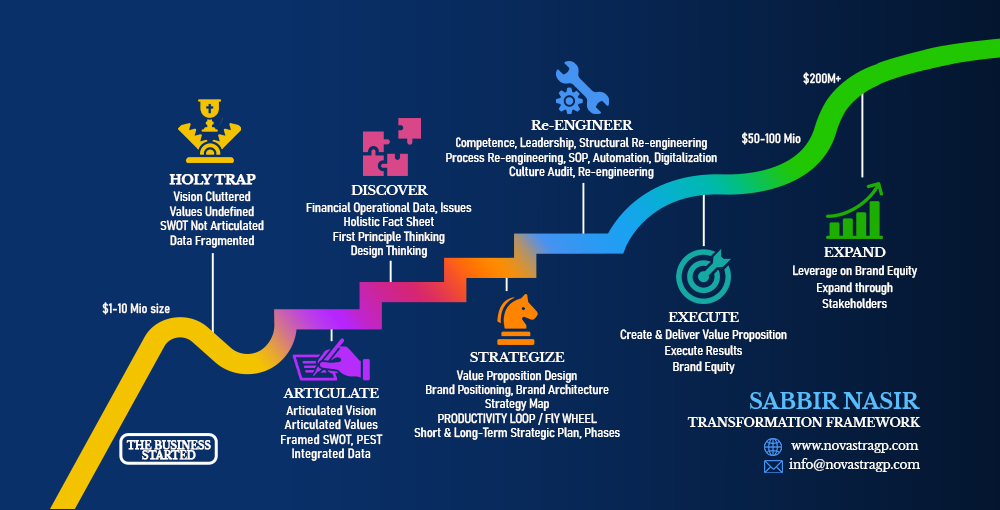 $200M+
$50-100 Mio
Re-ENGINEER
Competence, Leadership, Structural Re-engineering
Process Re-engineering, SOP, Automation, Digitalization
Culture Audit, Re-engineering
HOLY TRAP
Vision Cluttered
Values Undefined
SWOT Not Articulated
Data Fragmented
DISCOVER
Financial Operational Data, Issues
Holistic Fact Sheet
First Principle Thinking
Design Thinking
EXPAND
Leverage on Brand Equity
Expand through
Stakeholders
$1-10 Mio size
EXECUTE
Create & Deliver Value Proposition
Execute Results
Brand Equity
STRATEGIZE
Value Proposition Design
Brand Positioning, Brand Architecture
Strategy Map
PRODUCTIVITY LOOP / FlY WHEEL
Short & Long-Term Strategic Plan, Phases
ARTICULATE
Articulated Vision
Articulated Values
Framed SWOT, PEST
Integrated Data
THE BUSINESS
STARTED
SABBIR NASIR
TRANSFORMATION FRAMEWORK
www.novastragp.com
info@novastragp.com